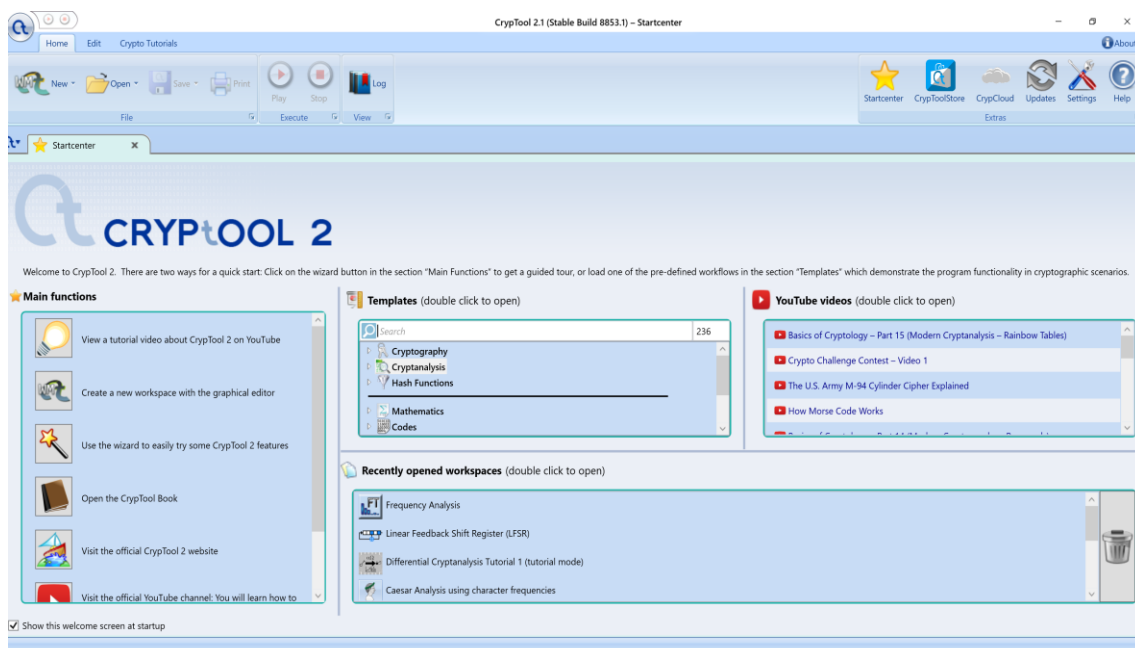 CrypTool 2.1 (Stable Build 8853.1) – Startcenter
Home Edit Crypto Tutorials
About
New Open Save Print Play Stop Log
Startcenter CrypToolStore CrypCloud Updates Settings Help
File Execute View Extras
Startcenter
CRYPtOOL 2
Welcome to CrypTool 2. There are two ways for a quick start: Click on the wizard button in the section "Main Functions" to get a guided tour, or load one of the pre-defined workflows in the section "Templates" which demonstrate the program functionality in cryptographic scenarios.
Main functions
View a tutorial video about CrypTool 2 on YouTube
Create a new workspace with the graphical editor
Use the wizard to easily try some CrypTool 2 features
Open the CrypTool Book
Visit the official CrypTool 2 website
Visit the official YouTube channel: You will learn how to
Templates (double click to open)
Search 236
Cryptography
Cryptanalysis
Hash Functions
Mathematics
Codes
YouTube videos (double click to open)
Basics of Cryptology – Part 15 (Modern Cryptanalysis – Rainbow Tables)
Crypto Challenge Contest – Video 1
The U.S. Army M-94 Cylinder Cipher Explained
How Morse Code Works
Recently opened workspaces (double click to open)
Frequency Analysis
Linear Feedback Shift Register (LFSR)
Differential Cryptanalysis Tutorial 1 (tutorial mode)
Caesar Analysis using character frequencies
Show this welcome screen at startup